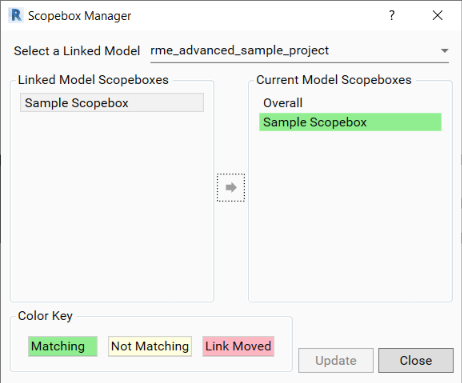 R Scopebox Manager ?
Select a Linked Model rme_advanced_sample_project
Linked Model Scopeboxes
Sample Scopebox
Current Model Scopeboxes
Overall
Sample Scopebox
Color Key
Matching Not Matching Link Moved
Update Close